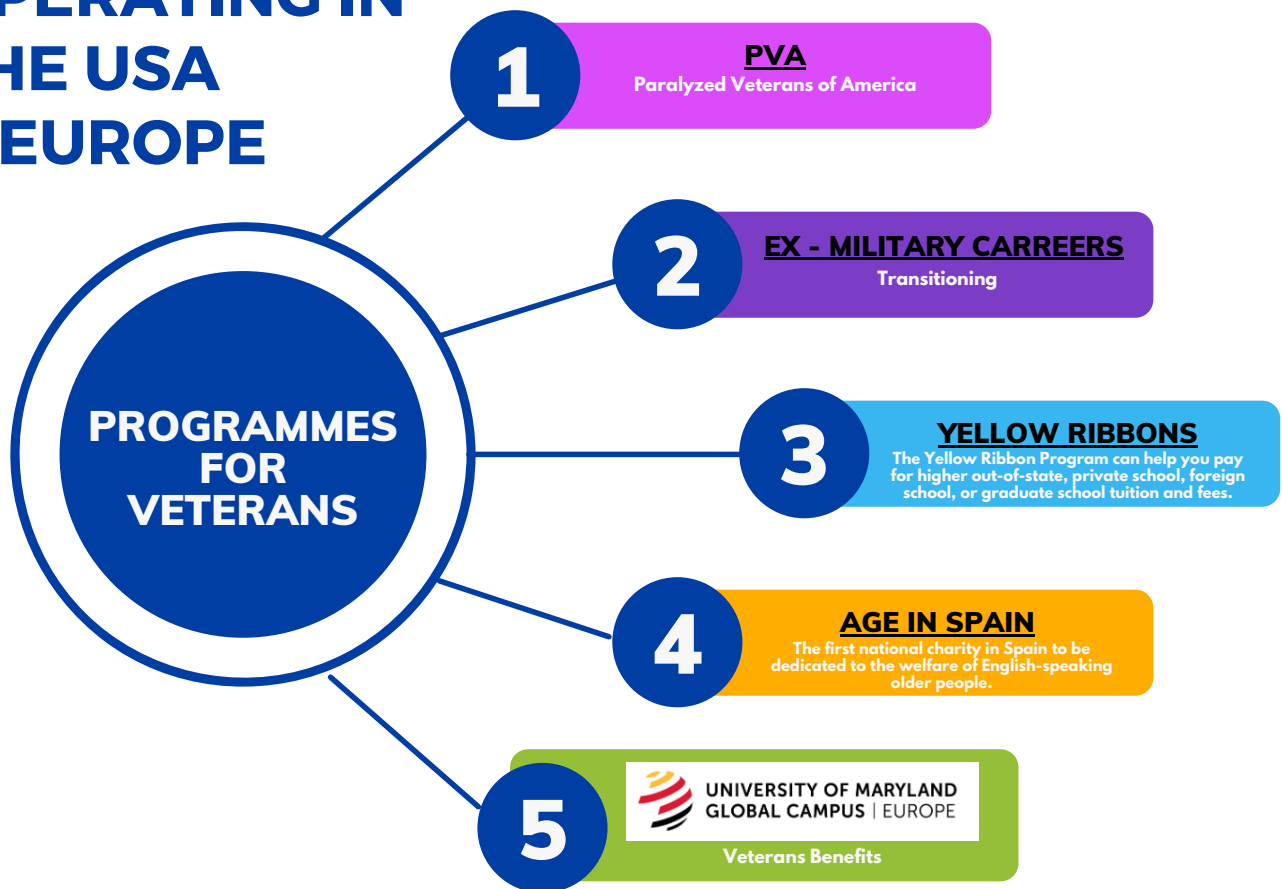 PERATING IN
HE USA
EUROPE
1
PVA
Paralyzed Veterans of America
2
EX - MILITARY CARREERS
Transitioning
3
YELLOW RIBBONS
The Yellow Ribbon Program can help you pay
for higher out-of-state, private school, foreign
school, or graduate school tuition and fees.
PROGRAMMES
FOR
VETERANS
4
AGE IN SPAIN
The first national charity in Spain to be
dedicated to the welfare of English-speaking
older people.
5
UNIVERSITY OF MARYLAND
GLOBAL CAMPUS | EUROPE
Veterans Benefits